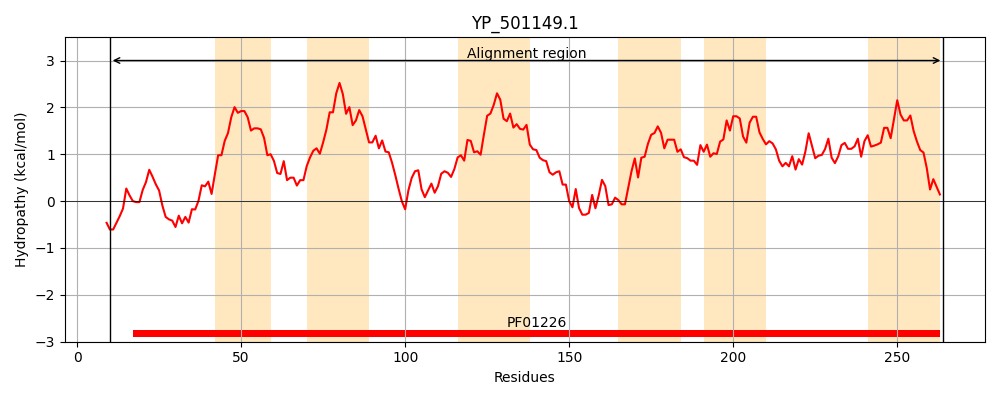 YP_501149.1
Alignment region
Hydropathy (kcal/mol)
3
2
1
0
−1
−2
−3
PF01226
0
50
100
150
200
250
Residues